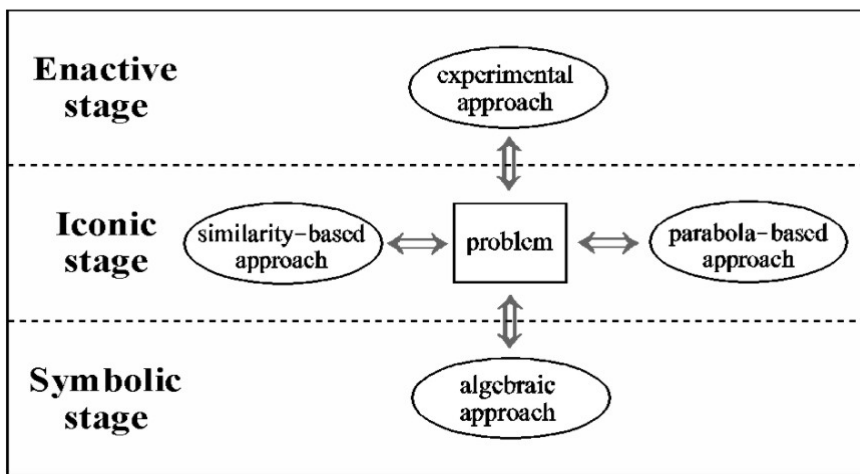 Enactive
stage
experimental
approach
Iconic
stage
similarity-based
approach
problem
parabola-based
approach
Symbolic
stage
algebraic
approach